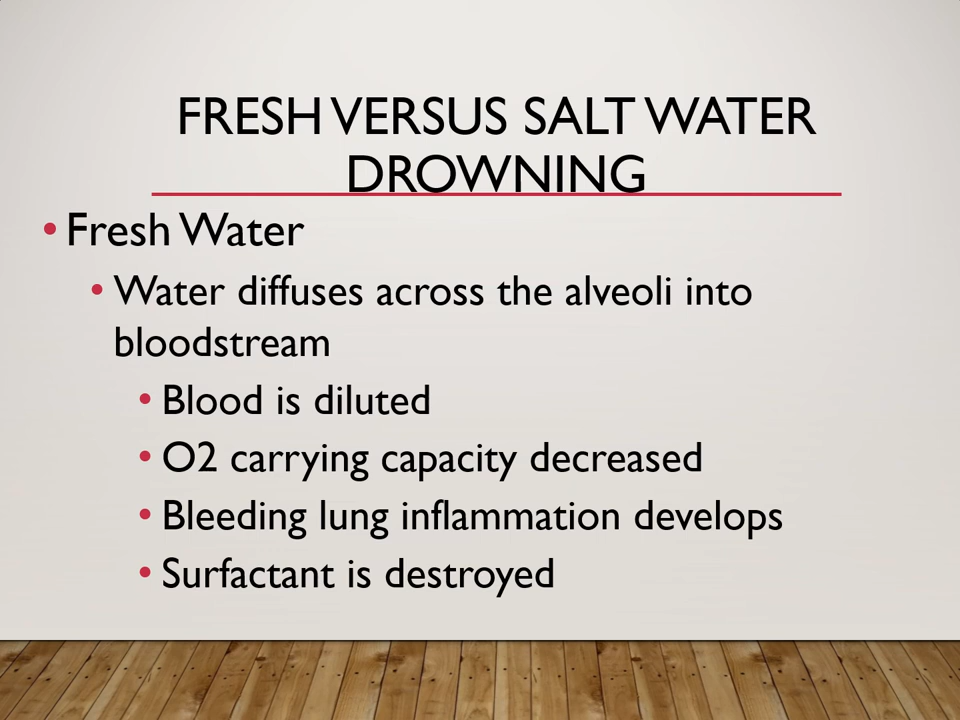 FRESH VERSUS SALT WATER
DROWNING
• Fresh Water
• Water diffuses across the alveoli into
bloodstream
• Blood is diluted
• O2 carrying capacity decreased
• Bleeding lung inflammation develops
• Surfactant is destroyed